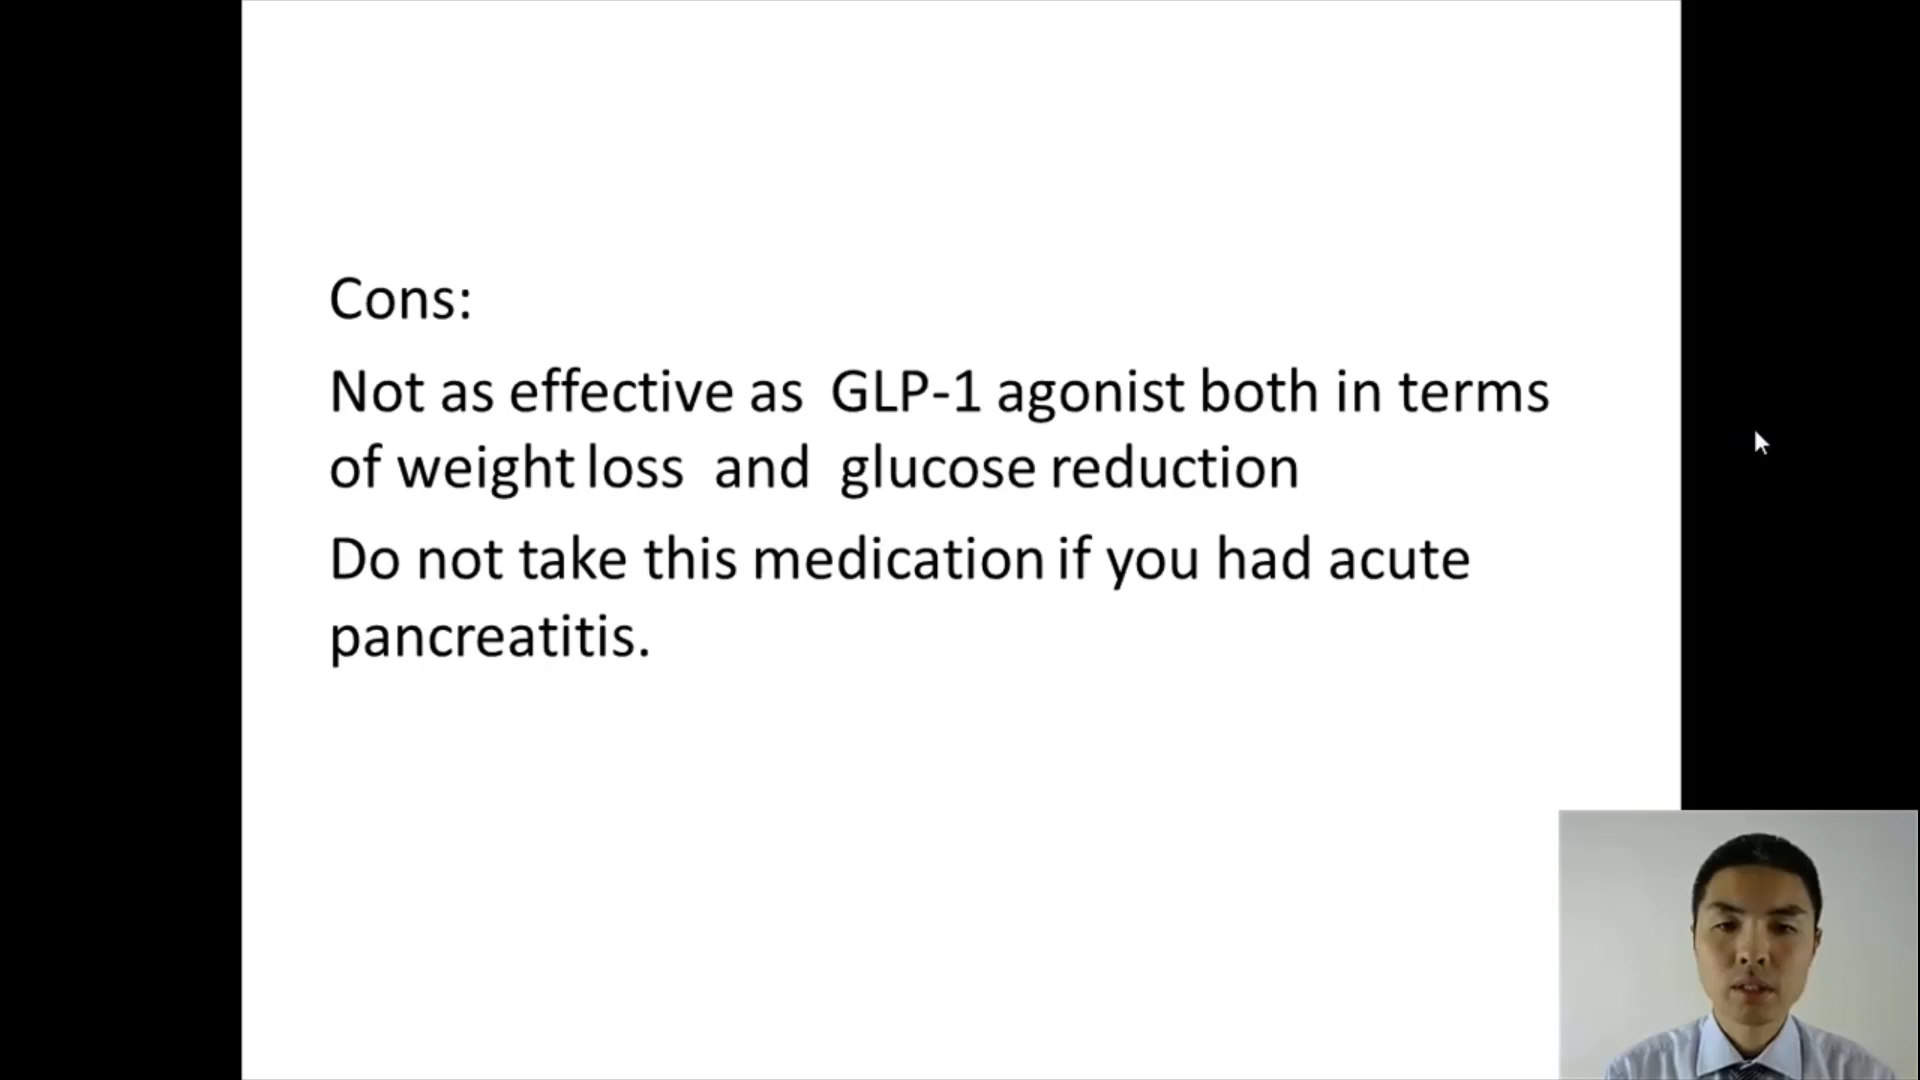 Cons:
Not as effective as GLP-1 agonist both in terms
of weight loss and glucose reduction
Do not take this medication if you had acute
pancreatitis.